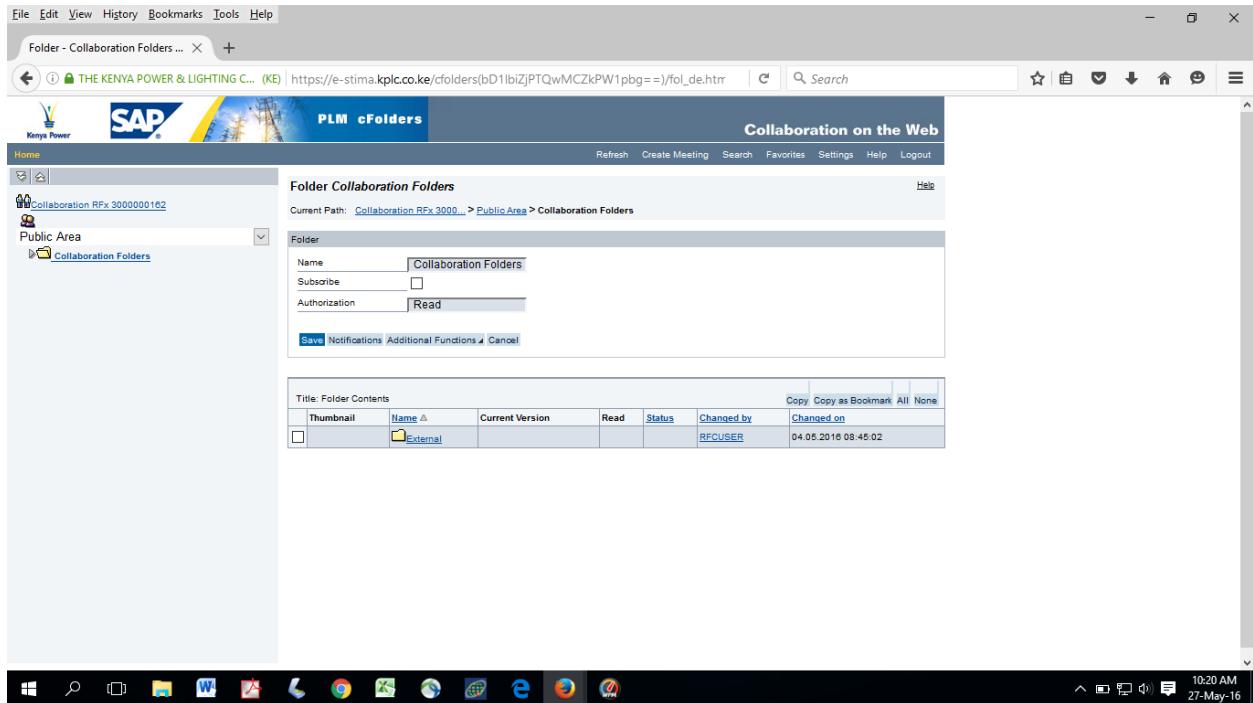 File Edit View History Bookmarks Tools Help
Folder - Collaboration Folders ...
THE KENYA POWER & LIGHTING C... (KE) https://e-stima.kplc.co.ke/cfolders(bD1lbiZjPTQwMCZkPW1pbg==)/fol_de.htm Search
Kenya Power SAP PLM cFolders
Collaboration on the Web
Home Refresh Create Meeting Search Favorites Settings Help Logout
Collaboration RFx 3000000162
Public Area
Collaboration Folders
Folder Collaboration Folders Help
Current Path: Collaboration RFx 3000... > Public Area > Collaboration Folders
Folder
Name Collaboration Folders
Subscribe
Authorization Read
Save Notifications Additional Functions Cancel
Title: Folder Contents Copy Copy as Bookmark All None
Thumbnail Name Current Version Read Status Changed by Changed on
External RFCUSER 04.05.2016 08:45:02
10:20 AM
27-May-16